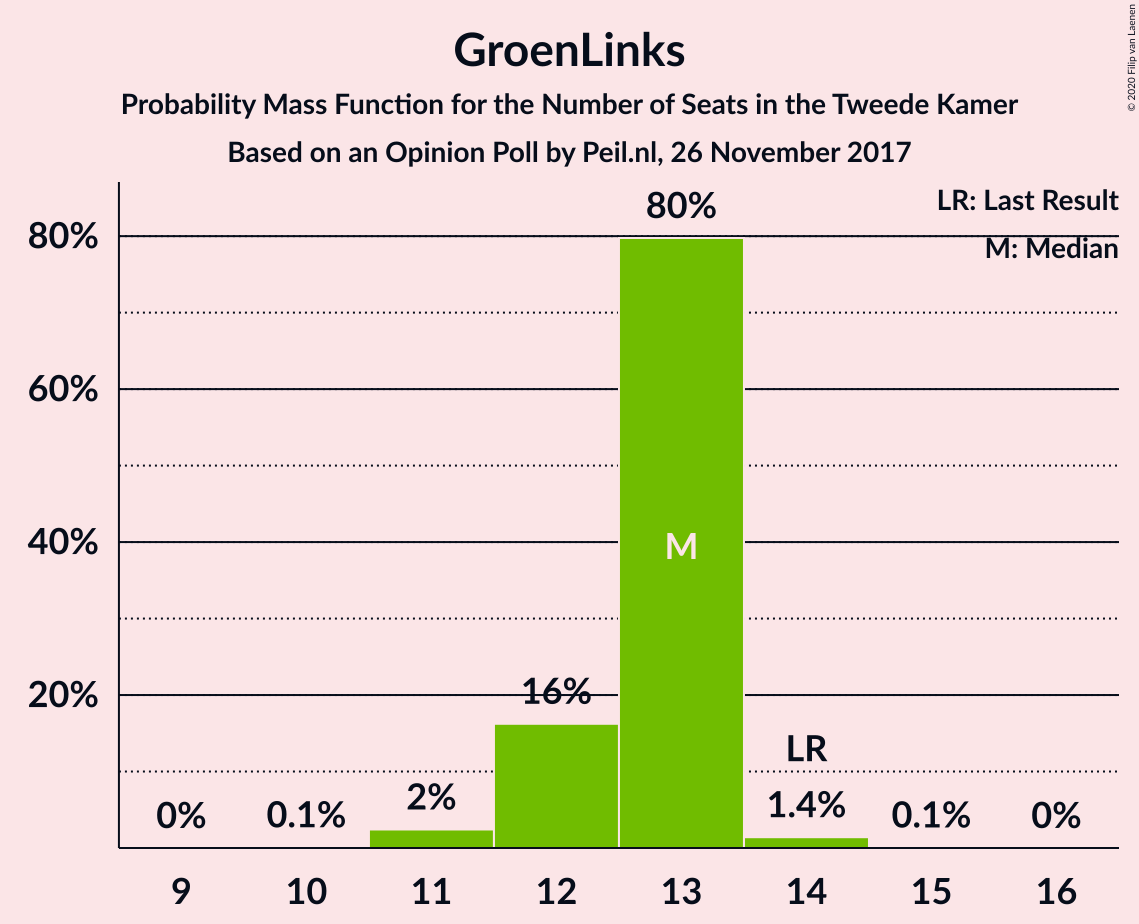 GroenLinks
Probability Mass Function for the Number of Seats in the Tweede Kamer
Based on an Opinion Poll by Peil.nl, 26 November 2017
© 2020 Filip van Laenen
LR: Last Result
M: Median
80%
60%
40%
20%
0%
0.1%
2%
16%
80%
M
LR
1.4%
0.1%
0%
9
10
11
12
13
14
15
16